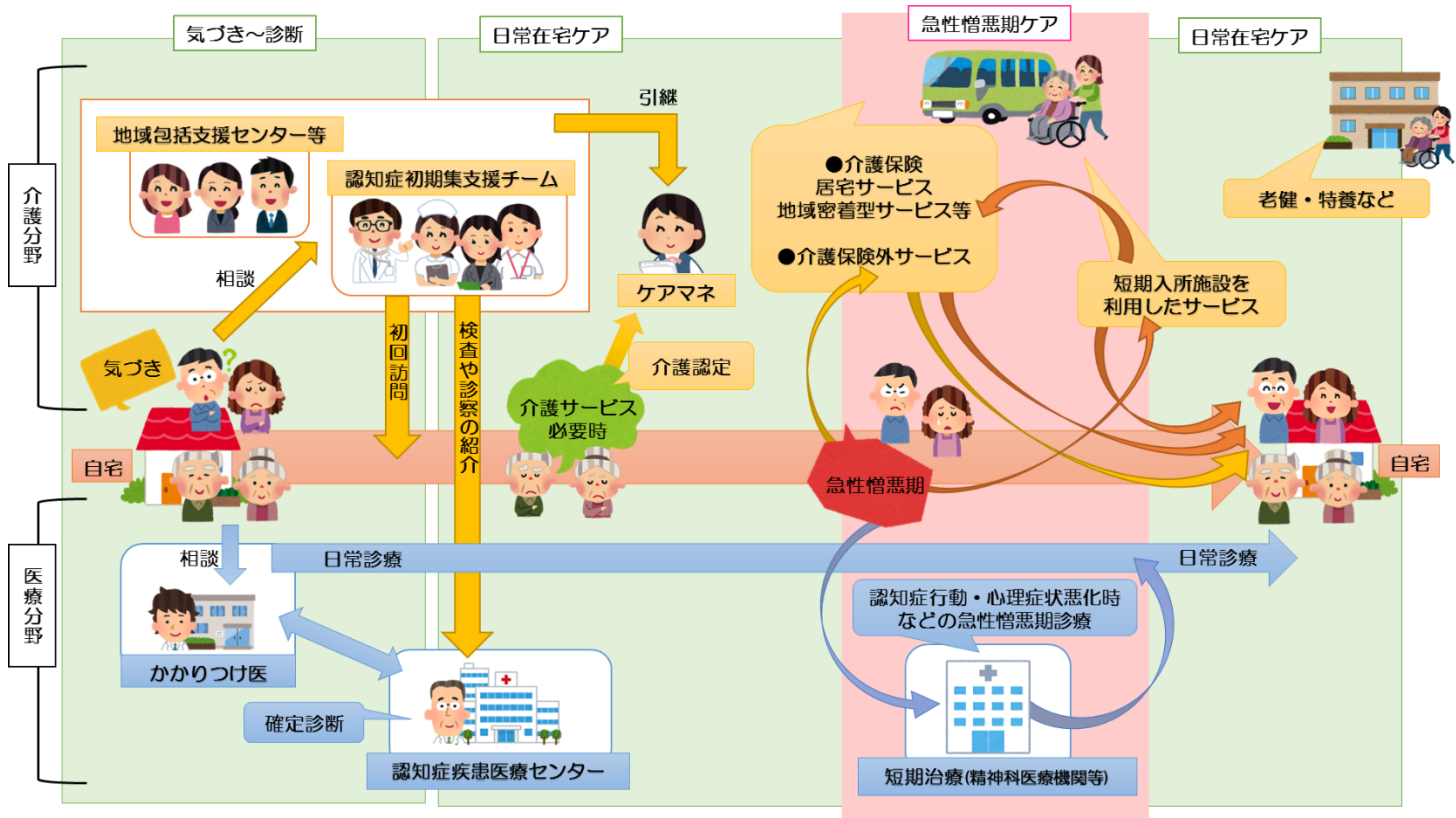 気づき～診断
日常在宅ケア
急性憎悪期ケア
日常在宅ケア
介護分野
地域包括支援センター等
認知症初期集支援チーム
引継
相談
ケアマネ
●介護保険
居宅サービス
地域密着型サービス等
●介護保険外サービス
老健・特養など
短期入所施設を
利用したサービス
気づき
初回訪問
検査や診察の紹介
介護認定
介護サービス
必要時
自宅
急性憎悪期
自宅
医療分野
相談
日常診療
日常診療
かかりつけ医
確定診断
認知症疾患医療センター
認知症行動・心理症状悪化時
などの急性憎悪期診療
短期治療(精神科医療機関等)